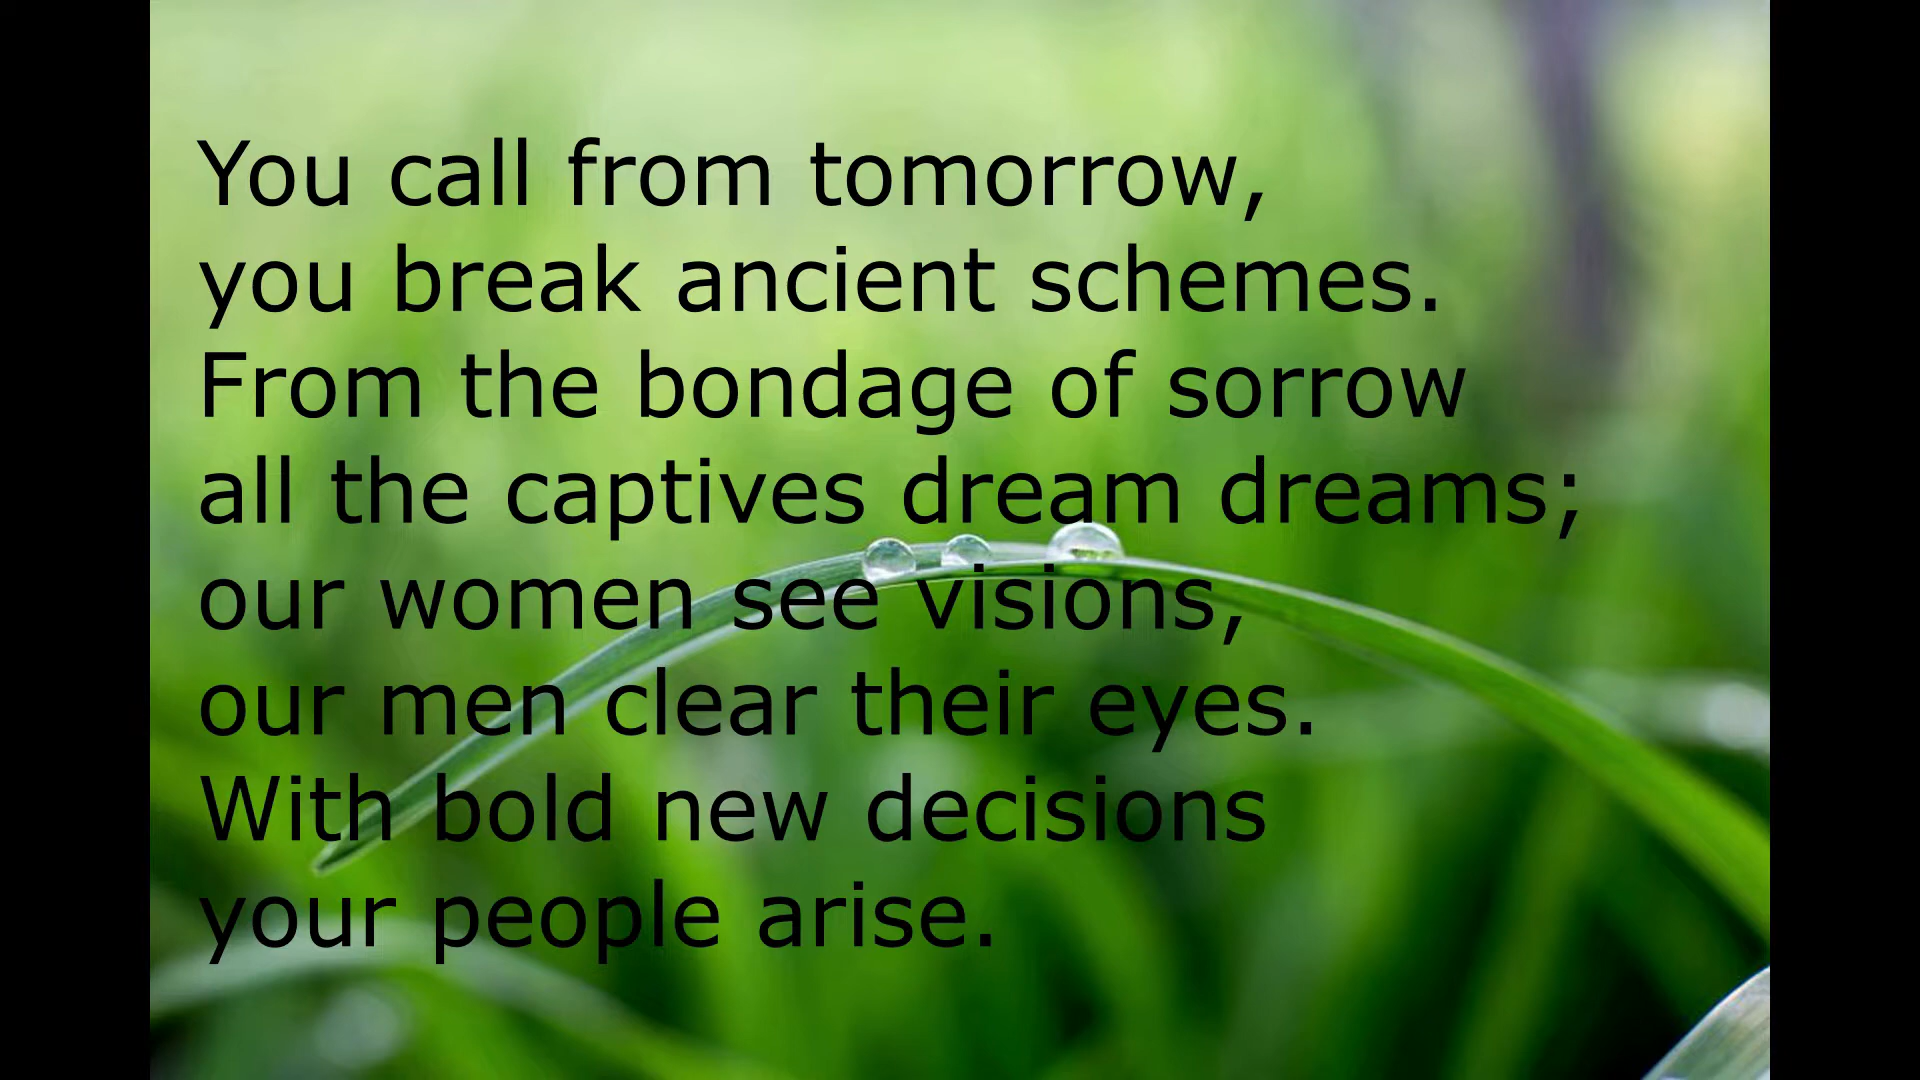 You call from tomorrow,
you break ancient schemes.
From the bondage of sorrow
all the captives dream dreams;
our women see visions,
our men clear their eyes.
With bold new decisions
your people arise.